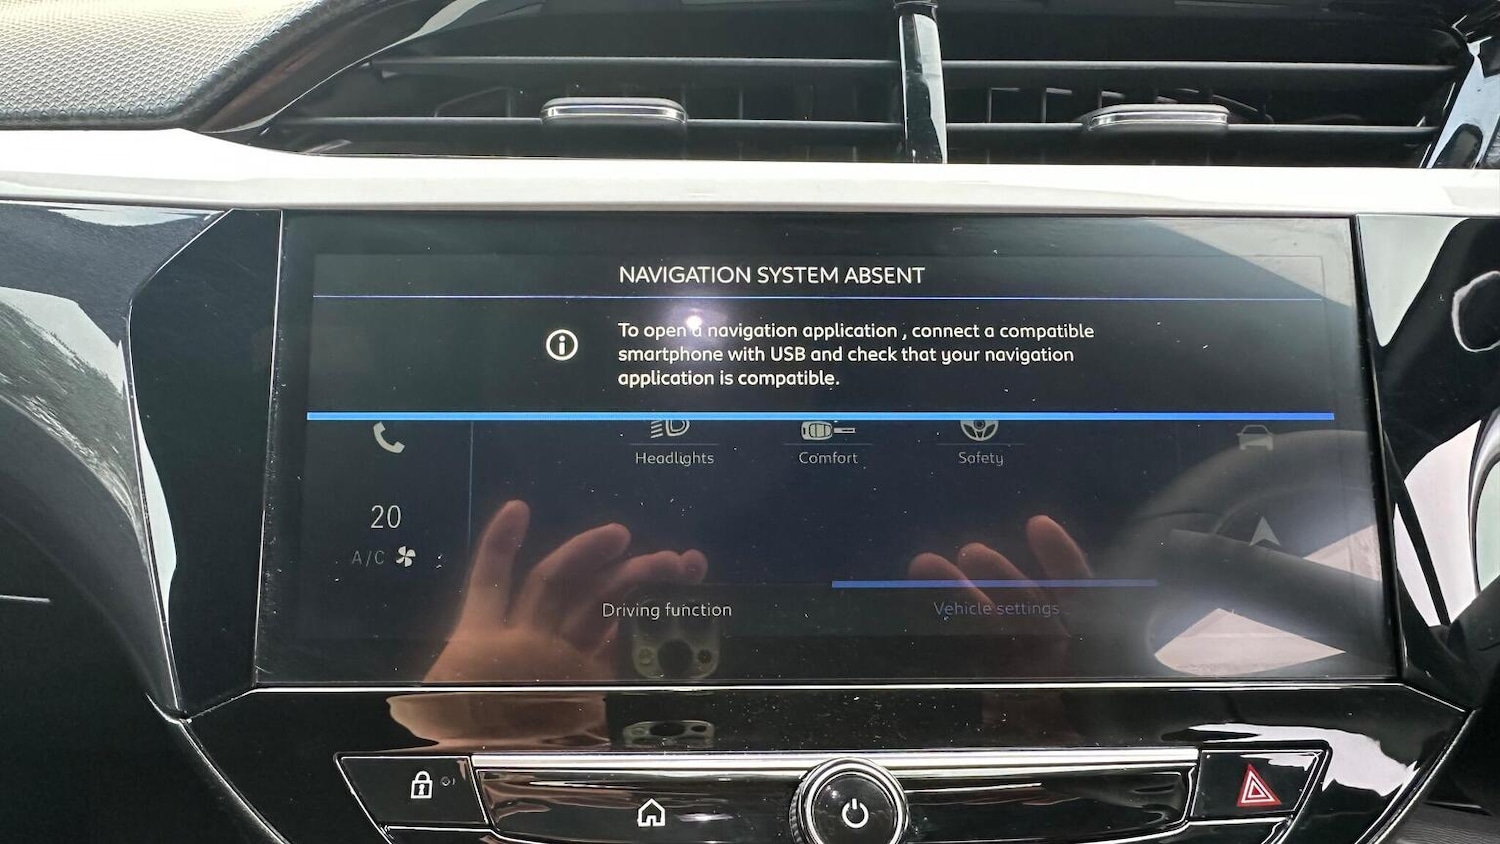 NAVIGATION SYSTEM ABSENT
To open a navigation application , connect a compatible
smartphone with USB and check that your navigation
application is compatible.
Headlights Comfort Safety
20
A/C
Driving function Vehicle settings